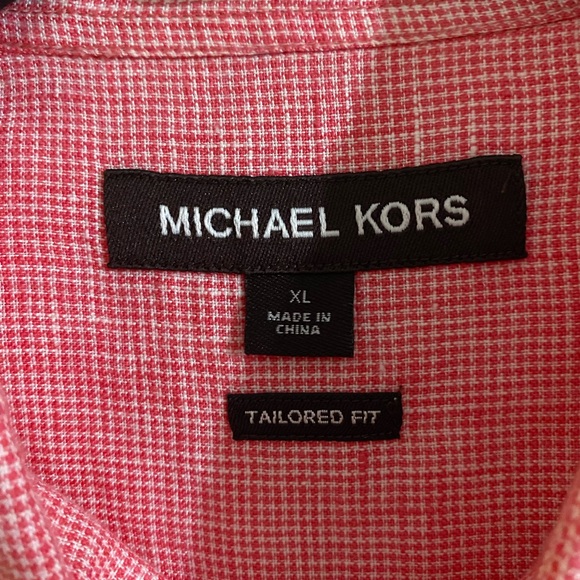 MICHAEL KORS
XL
MADE IN
CHINA
TAILORED FIT